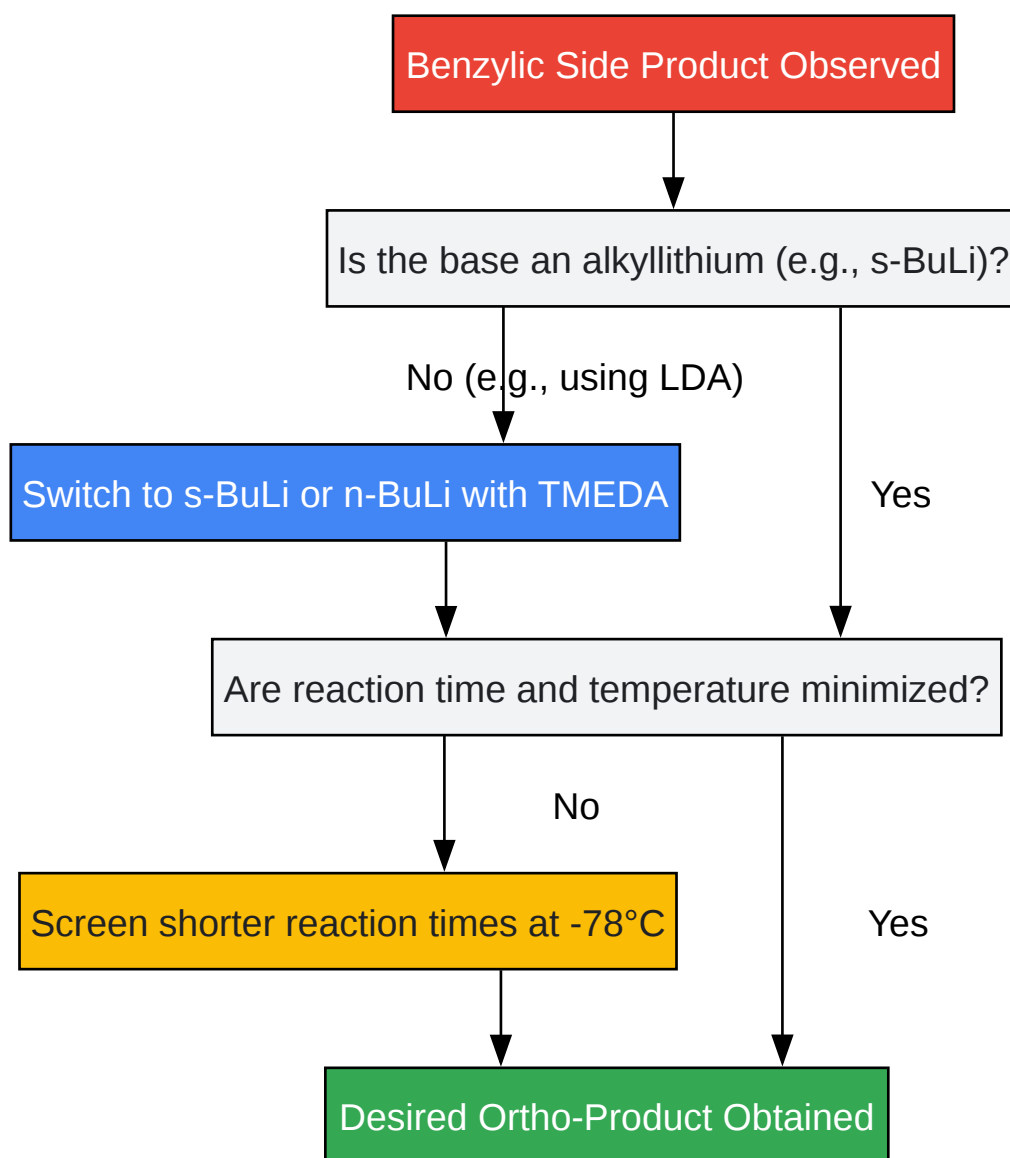 Benzylic Side Product Observed
Is the base an alkyllithium (e.g., s-BuLi)?
No (e.g., using LDA)
Switch to s-BuLi or n-BuLi with TMEDA
Yes
Are reaction time and temperature minimized?
No
Screen shorter reaction times at -78°C
Yes
Desired Ortho-Product Obtained